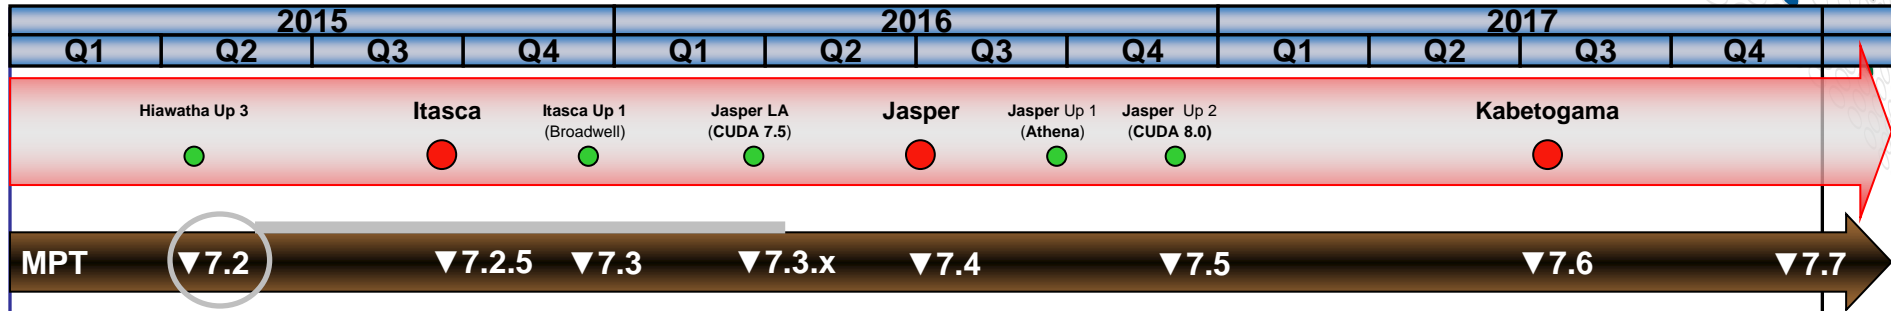 2015 2016 2017
Q1 Q2 Q3 Q4 Q1 Q2 Q3 Q4 Q1 Q2 Q3 Q4
Hiawatha Up 3
Itasca
Itasca Up 1
(Broadwell)
Jasper LA
(CUDA 7.5)
Jasper
Jasper Up 1
(Athena)
Jasper Up 2
(CUDA 8.0)
Kabetogama
MPT ▼7.2 ▼7.2.5 ▼7.3 ▼7.3.x ▼7.4 ▼7.5 ▼7.6 ▼7.7